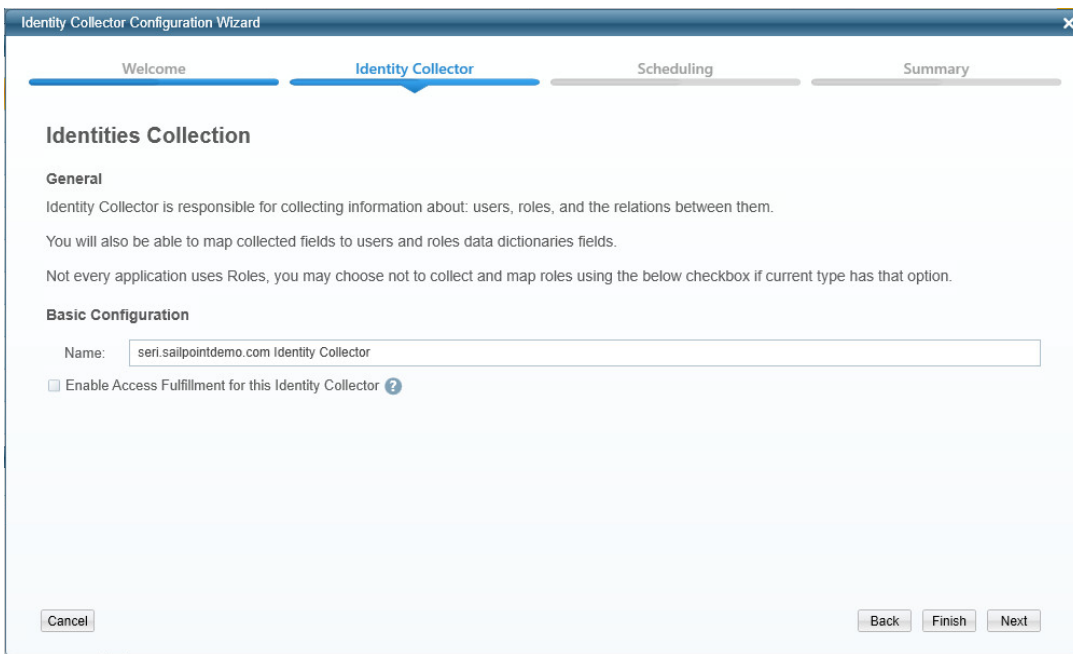 Identity Collector Configuration Wizard
Welcome
Identity Collector
Scheduling
Summary
Identities Collection
General
Identity Collector is responsible for collecting information about: users, roles, and the relations between them.
You will also be able to map collected fields to users and roles data dictionaries fields.
Not every application uses Roles, you may choose not to collect and map roles using the below checkbox if current type has that option.
Basic Configuration
Name: seri.sailpointdemo.com Identity Collector
Enable Access Fulfillment for this Identity Collector ?
Cancel
Back
Finish
Next